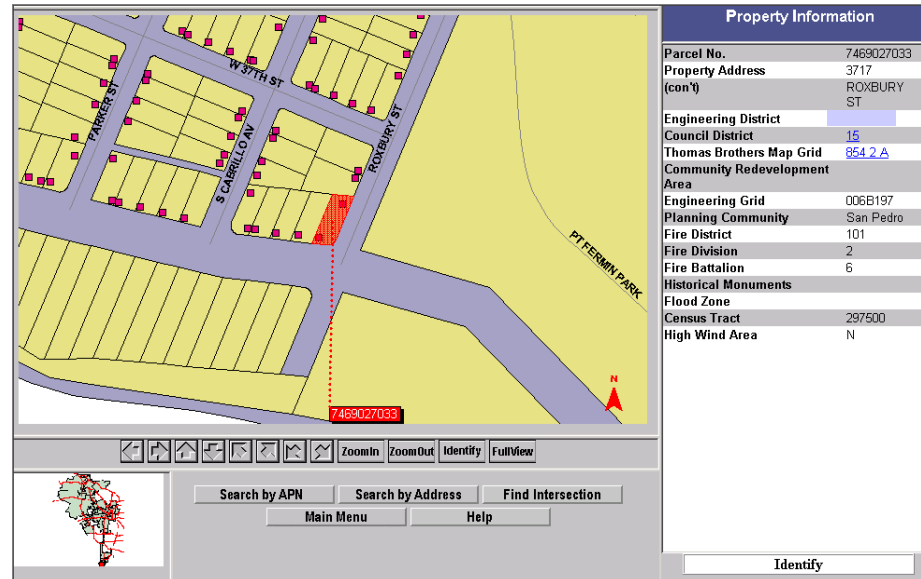 W 37TH ST
PARKER ST
S CABRILLO AV
ROXBURY ST
PT FERMIN PARK
N
7469027033
ZoomIn ZoomOut Identify FullView
Search by APN Search by Address Find Intersection
Main Menu Help
Property Information
Parcel No. 7469027033
Property Address 3717
(con't) ROXBURY
ST
Engineering District
Council District 15
Thomas Brothers Map Grid 854 2 A
Community Redevelopment
Area
Engineering Grid 006B197
Planning Community San Pedro
Fire District 101
Fire Division 2
Fire Battalion 6
Historical Monuments
Flood Zone
Census Tract 297500
High Wind Area N
Identify